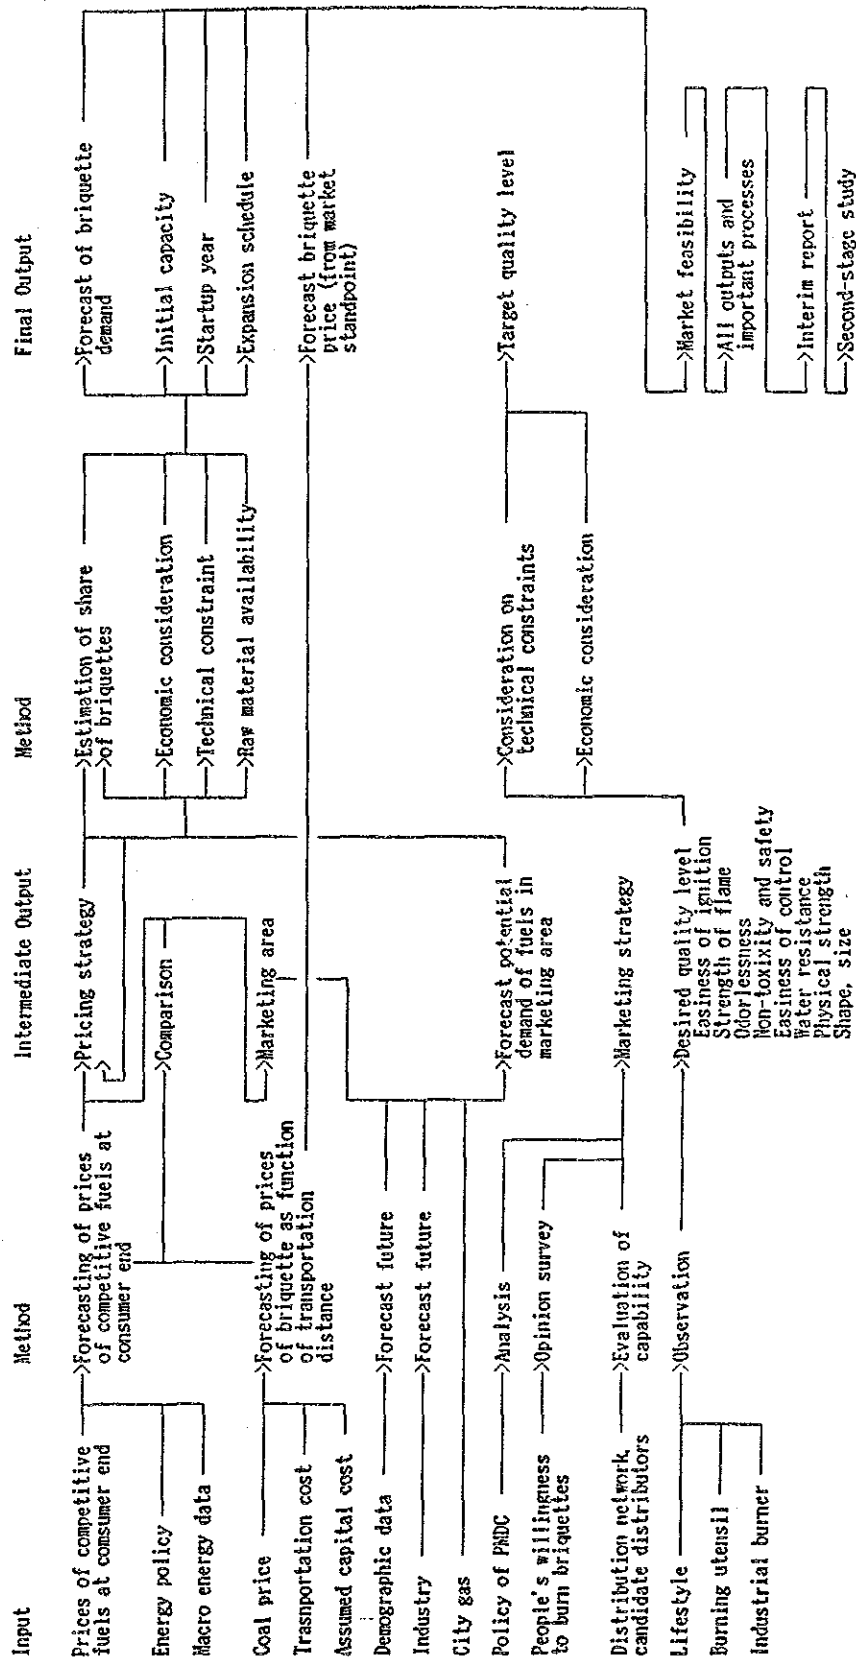 Input
Prices of competitive
fuels at comsumer end
Energy policy
Macro energy data
Coal price
Trasnportation cost
Assumed capital cost
Demographic data
Industry
City gas
Policy of PMDC
People's willingness
to burn briquettes
Distribution network,
candidate distributors
Lifestyle
Burning utensil
Industrial burner
Method
Forecasting of prices
of competitive fuels at
consumer end
Forecasting of prices
of briquette as function
of transportation
distance
Forecast future
Forecast future
Analysis
Opinion survey
Evaluation of
capability
Observation
Intermediate Output
Pricing strategy
Comparison
Marketing area
Forecast potential
demand of fuels in
marketing area
Marketing strategy
Desired quality level
Easiness of ignition
Strength of flame
Odorlessness
Non-toxixity and safety
Easiness of control
Water resistance
Physical strength
Shape, size
Method
Estimation of share
of briquettes
Economic consideration
Technical constraint
Raw material availability
Consideration on
technical constraints
Economic consideration
Final Output
Forecast of briquette
demand
Initial capacity
Startup year
Expansion schedule
Forecast briquette
price (from market
standpoint)
Target quality level
Market feasibility
All outputs and
important processes
Interim report
Second-stage study